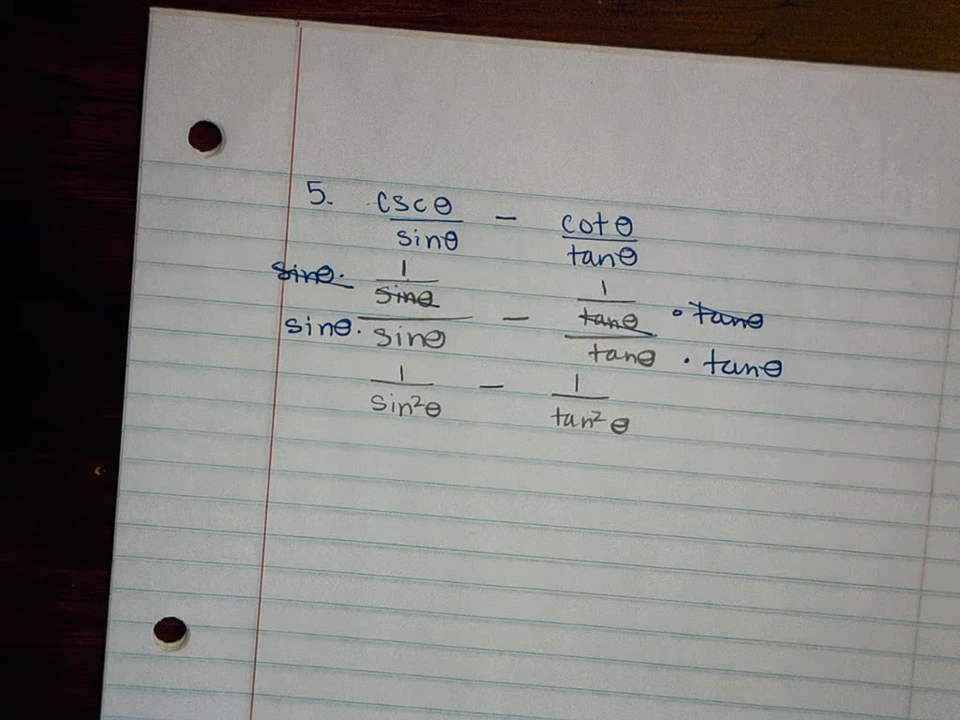 5. cscθ/sinθ − cotθ/tanθ
sinθ· 1/sinθ − 1/tanθ · tanθ
sinθ· sinθ tanθ · tanθ
1/sin²θ − 1/tan²θ